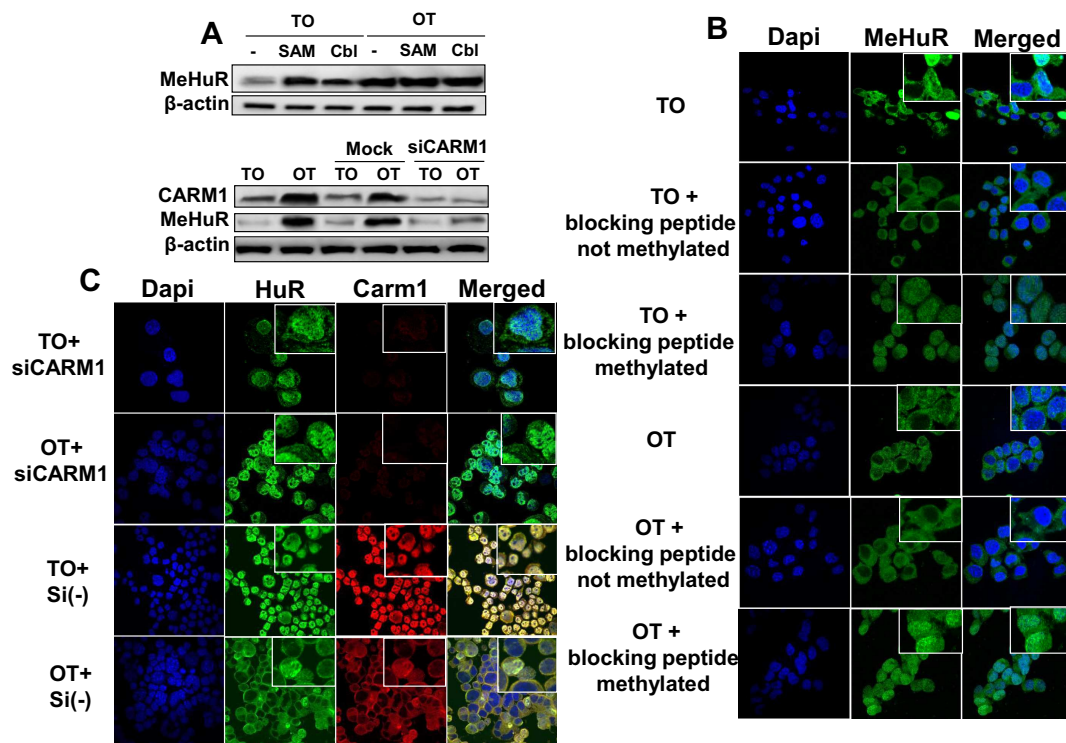 A
TO OT
- SAM Cbl - SAM Cbl
MeHuR
β-actin
Mock siCARM1
TO OT TO OT TO OT
CARM1
MeHuR
β-actin
B
Dapi MeHuR Merged
TO
TO +
blocking peptide
not methylated
TO +
blocking peptide
methylated
OT
OT +
blocking peptide
not methylated
OT +
blocking peptide
methylated
C
Dapi HuR Carm1 Merged
TO+
siCARM1
OT+
siCARM1
TO+
Si(-)
OT+
Si(-)